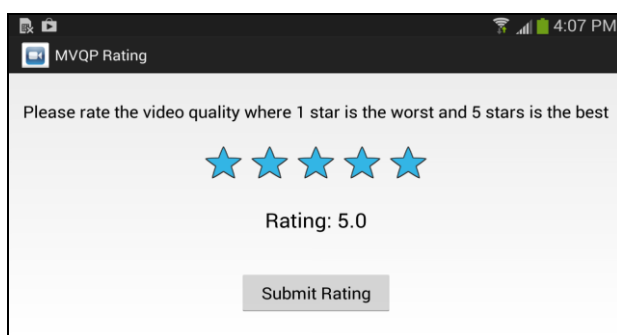 4:07 PM
MVQP Rating
Please rate the video quality where 1 star is the worst and 5 stars is the best
Rating: 5.0
Submit Rating